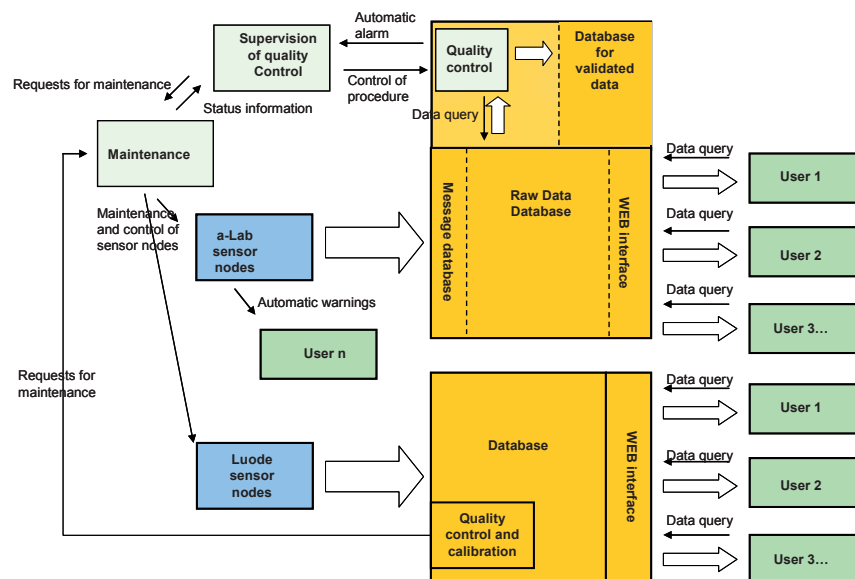 Automatic
alarm
Supervision
of quality
Control
Quality
control
Database
for
validated
data
Requests for maintenance
Control of
procedure
Status information
Data query
Maintenance
Data query
User 1
Message database
Raw Data
Database
WEB interface
Maintenance
and control of
sensor nodes
a-Lab
sensor
nodes
Data query
User 2
Automatic warnings
Data query
User 3...
User n
Requests for
maintenance
Data query
User 1
Database
WEB interface
Luode
sensor
nodes
Data query
User 2
Quality
control and
calibration
Data query
User 3...